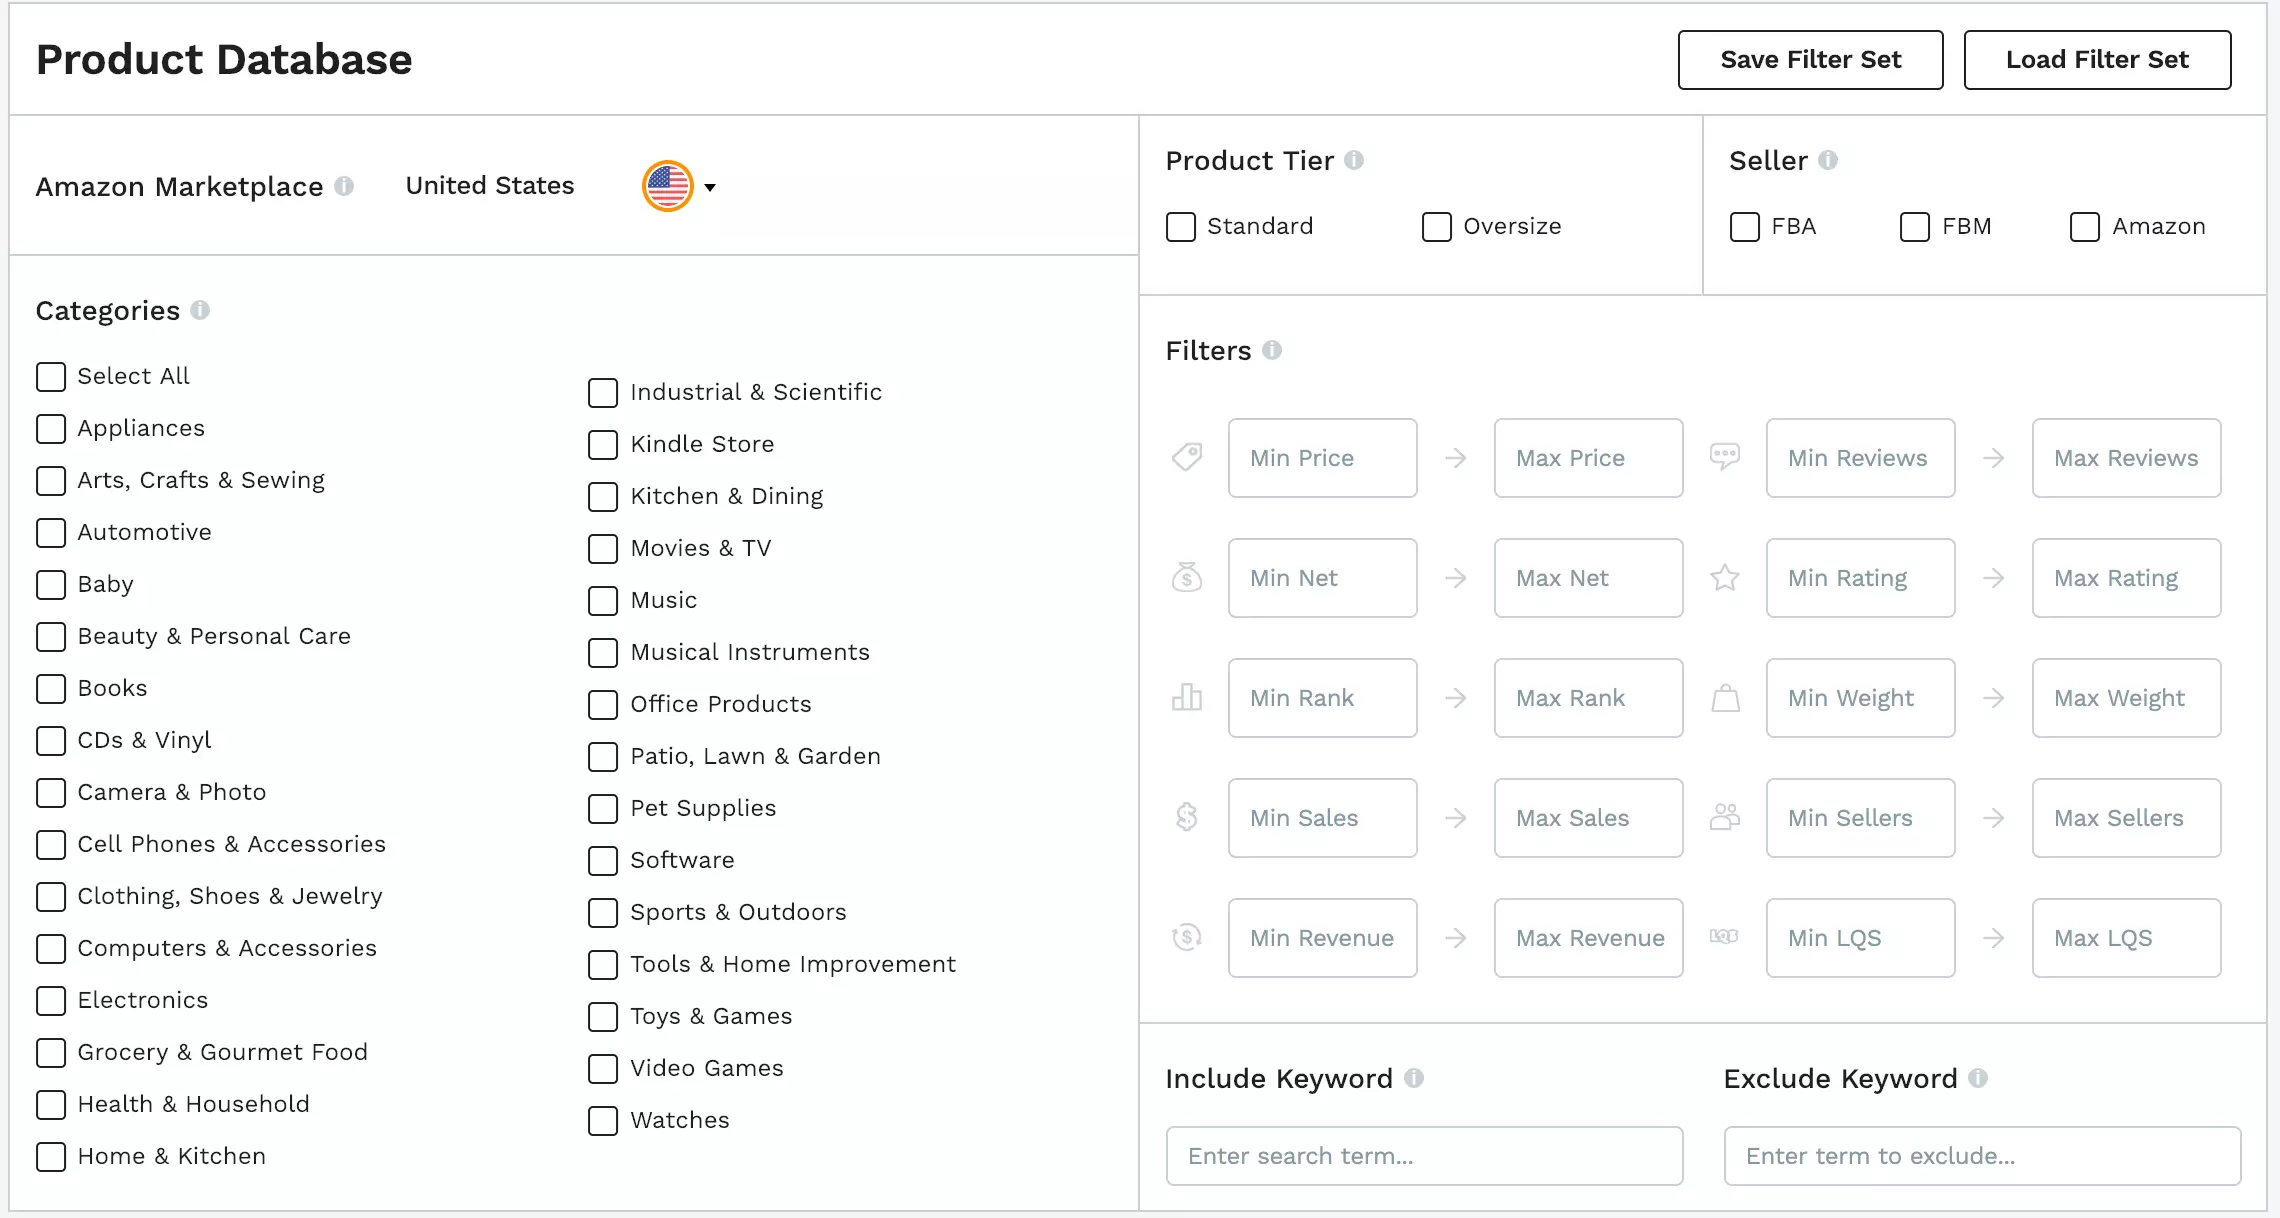 Product Database
Save Filter Set
Load Filter Set
Amazon Marketplace
United States
Categories
Select All
Appliances
Arts, Crafts & Sewing
Automotive
Baby
Beauty & Personal Care
Books
CDs & Vinyl
Camera & Photo
Cell Phones & Accessories
Clothing, Shoes & Jewelry
Computers & Accessories
Electronics
Grocery & Gourmet Food
Health & Household
Home & Kitchen
Industrial & Scientific
Kindle Store
Kitchen & Dining
Movies & TV
Music
Musical Instruments
Office Products
Patio, Lawn & Garden
Pet Supplies
Software
Sports & Outdoors
Tools & Home Improvement
Toys & Games
Video Games
Watches
Product Tier
Standard
Oversize
Seller
FBA
FBM
Amazon
Filters
Min Price
Max Price
Min Reviews
Max Reviews
Min Net
Max Net
Min Rating
Max Rating
Min Rank
Max Rank
Min Weight
Max Weight
Min Sales
Max Sales
Min Sellers
Max Sellers
Min Revenue
Max Revenue
LQS
Min LQS
Max LQS
Include Keyword
Enter search term...
Exclude Keyword
Enter term to exclude...